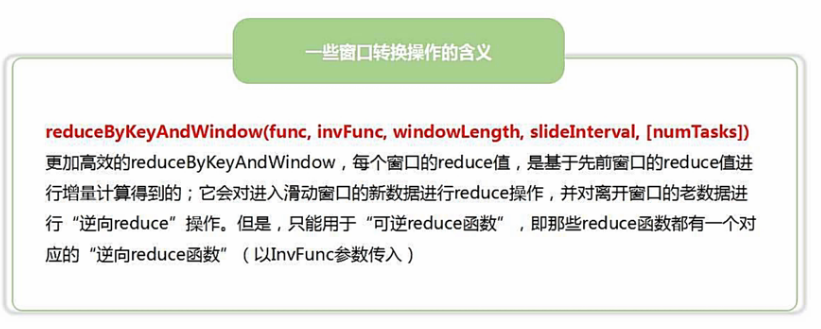 一些窗口转换操作的含义
reduceByKeyAndWindow(func, invFunc, windowLength, slideInterval, [numTasks])
更加高效的reduceByKeyAndWindow，每个窗口的reduce值，是基于先前窗口的reduce值进
行增量计算得到的；它会对进入滑动窗口的新数据进行reduce操作，并对离开窗口的老数据进
行“逆向reduce”操作。但是，只能用于“可逆reduce函数”，即那些reduce函数都有一个对
应的“逆向reduce函数”（以InvFunc参数传入）